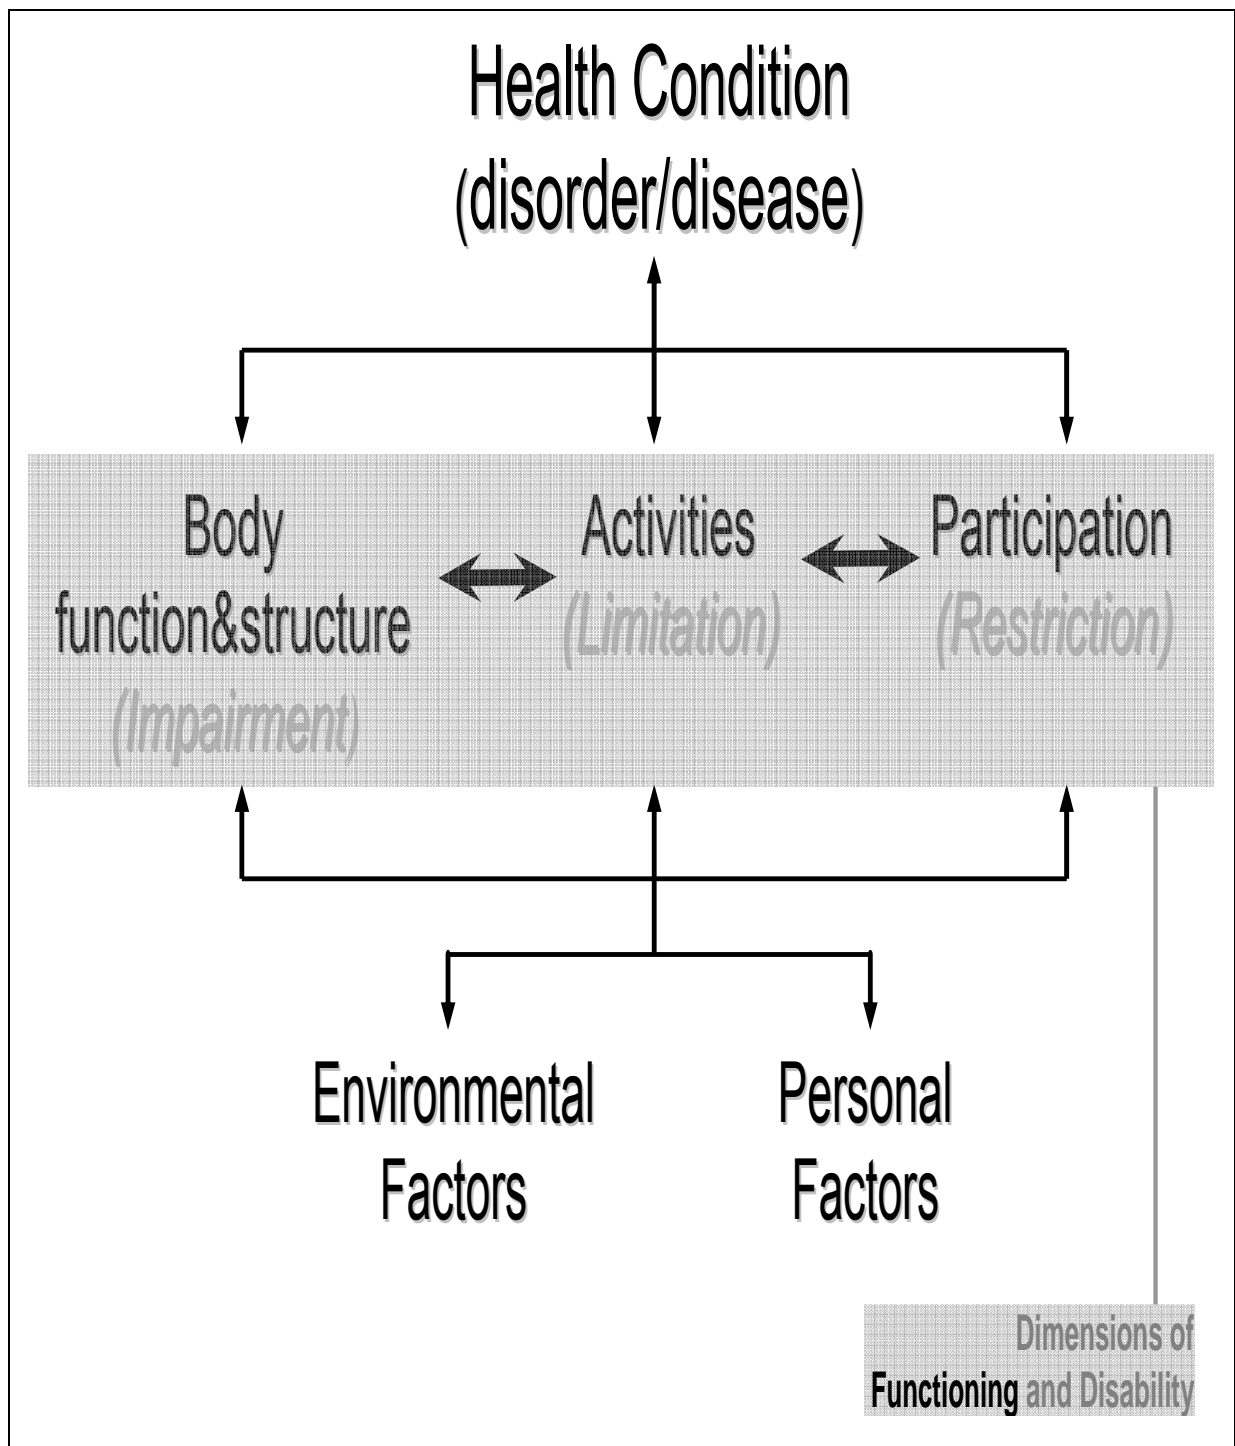 Health Condition
(disorder/disease)
Body
function&structure
(Impairment)
Activities
(Limitation)
Participation
(Restriction)
Environmental
Factors
Personal
Factors
Dimensions of
Functioning and Disability